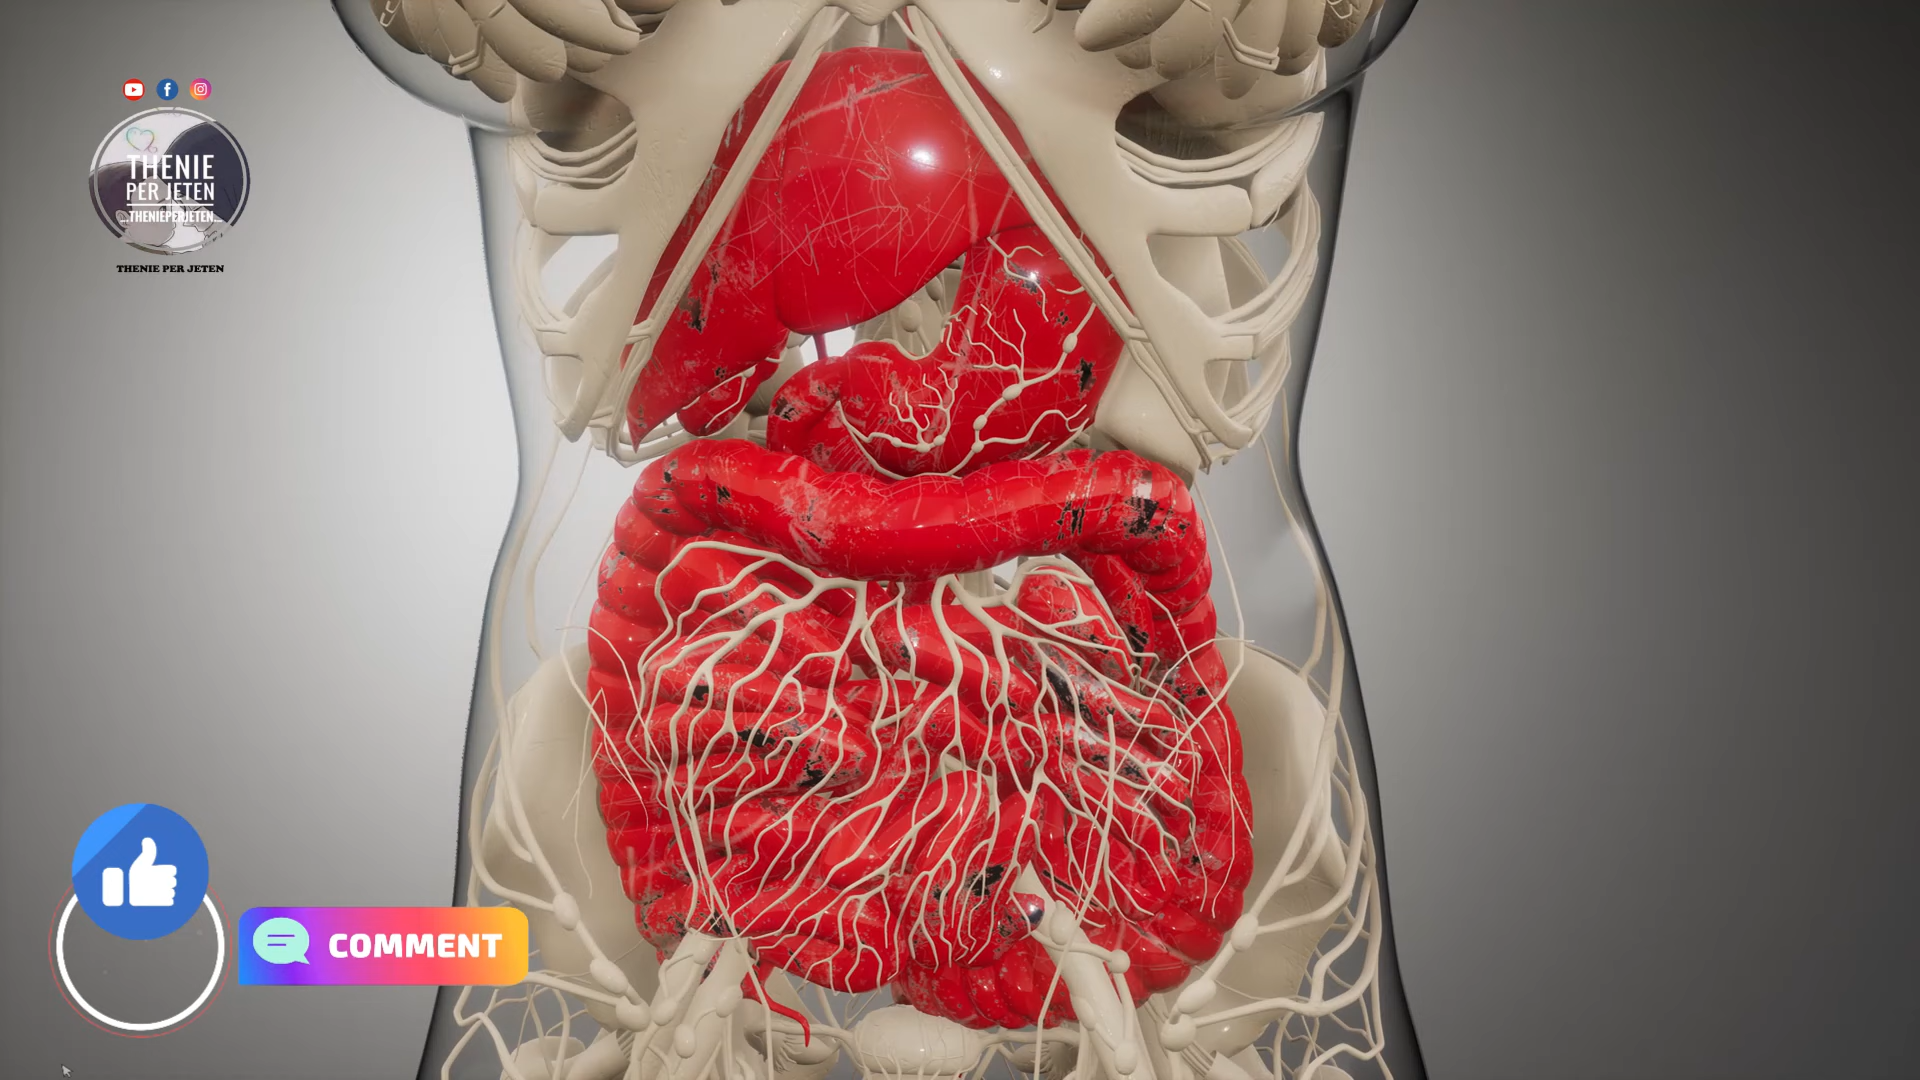 THENIE
PER JETEN
...THENIEPERJETEN...
THENIE PER JETEN
COMMENT